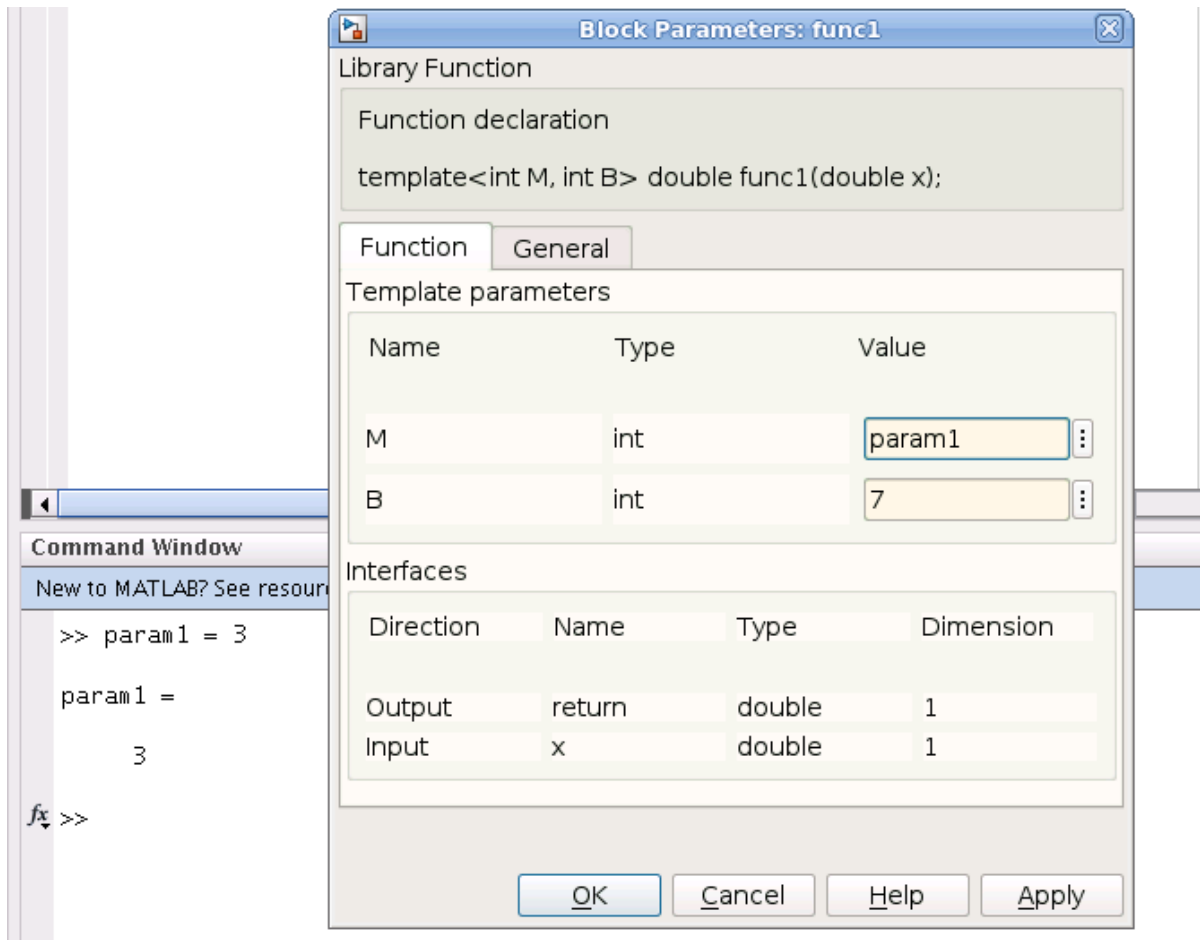 Block Parameters: func1
Library Function
Function declaration
template<int M, int B> double func1(double x);
Function General
Template parameters
Name Type Value
M int param1
B int 7
Interfaces
Direction Name Type Dimension
Output return double 1
Input x double 1
OK Cancel Help Apply
Command Window
New to MATLAB? See resour
>> param1 = 3
param1 =
3
fx >>